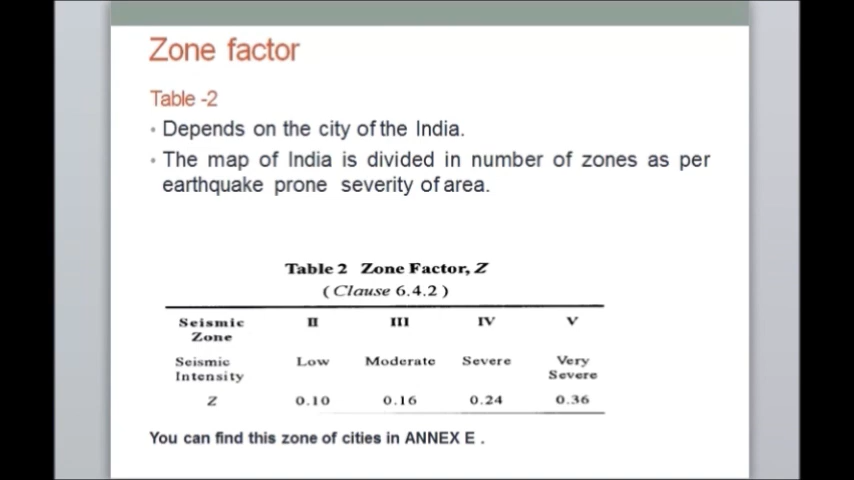 Zone factor
Table -2
• Depends on the city of the India.
• The map of India is divided in number of zones as per
earthquake prone severity of area.
Table 2 Zone Factor, Z
( Clause 6.4.2 )
Seismic Zone II III IV V
Seismic Intensity Low Moderate Severe Very Severe
Z 0.10 0.16 0.24 0.36
You can find this zone of cities in ANNEX E .